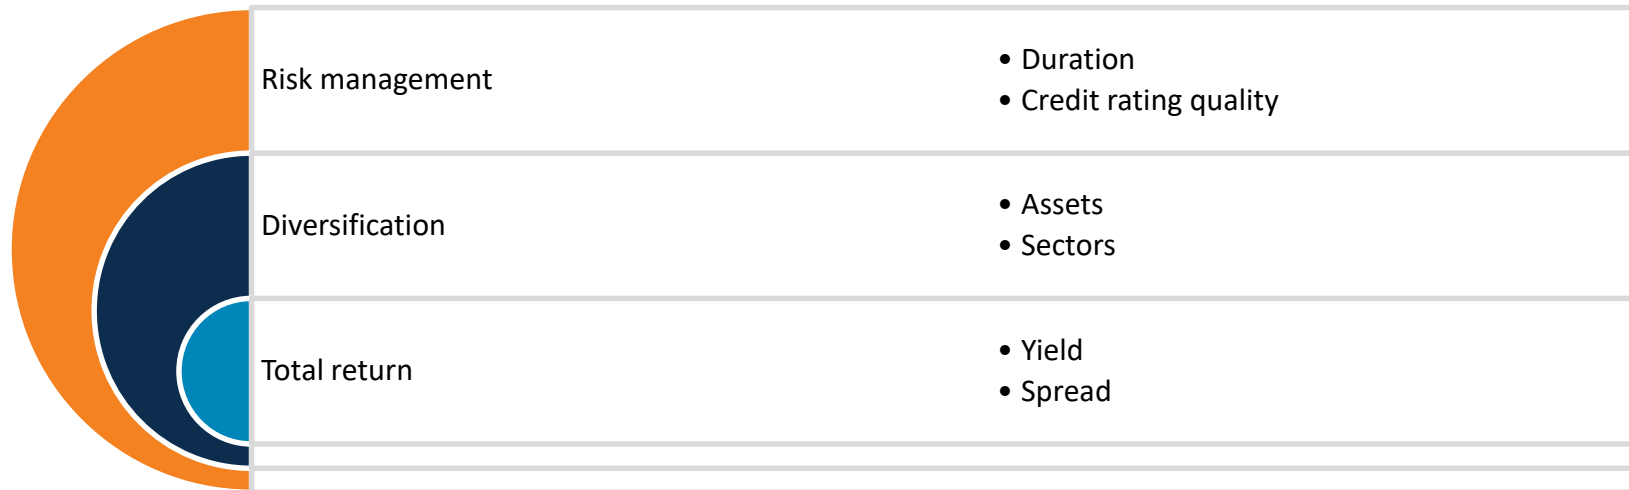 Risk management
• Duration
• Credit rating quality
Diversification
• Assets
• Sectors
Total return
• Yield
• Spread